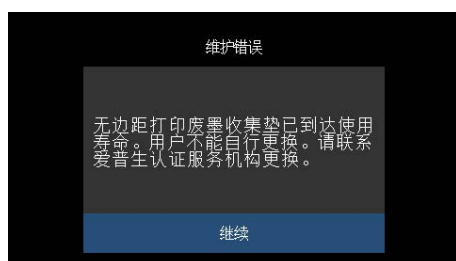 维护错误
无边距打印废墨收集垫已到达使用
寿命。用户不能自行更换。请联系
爱普生认证服务机构更换。
继续